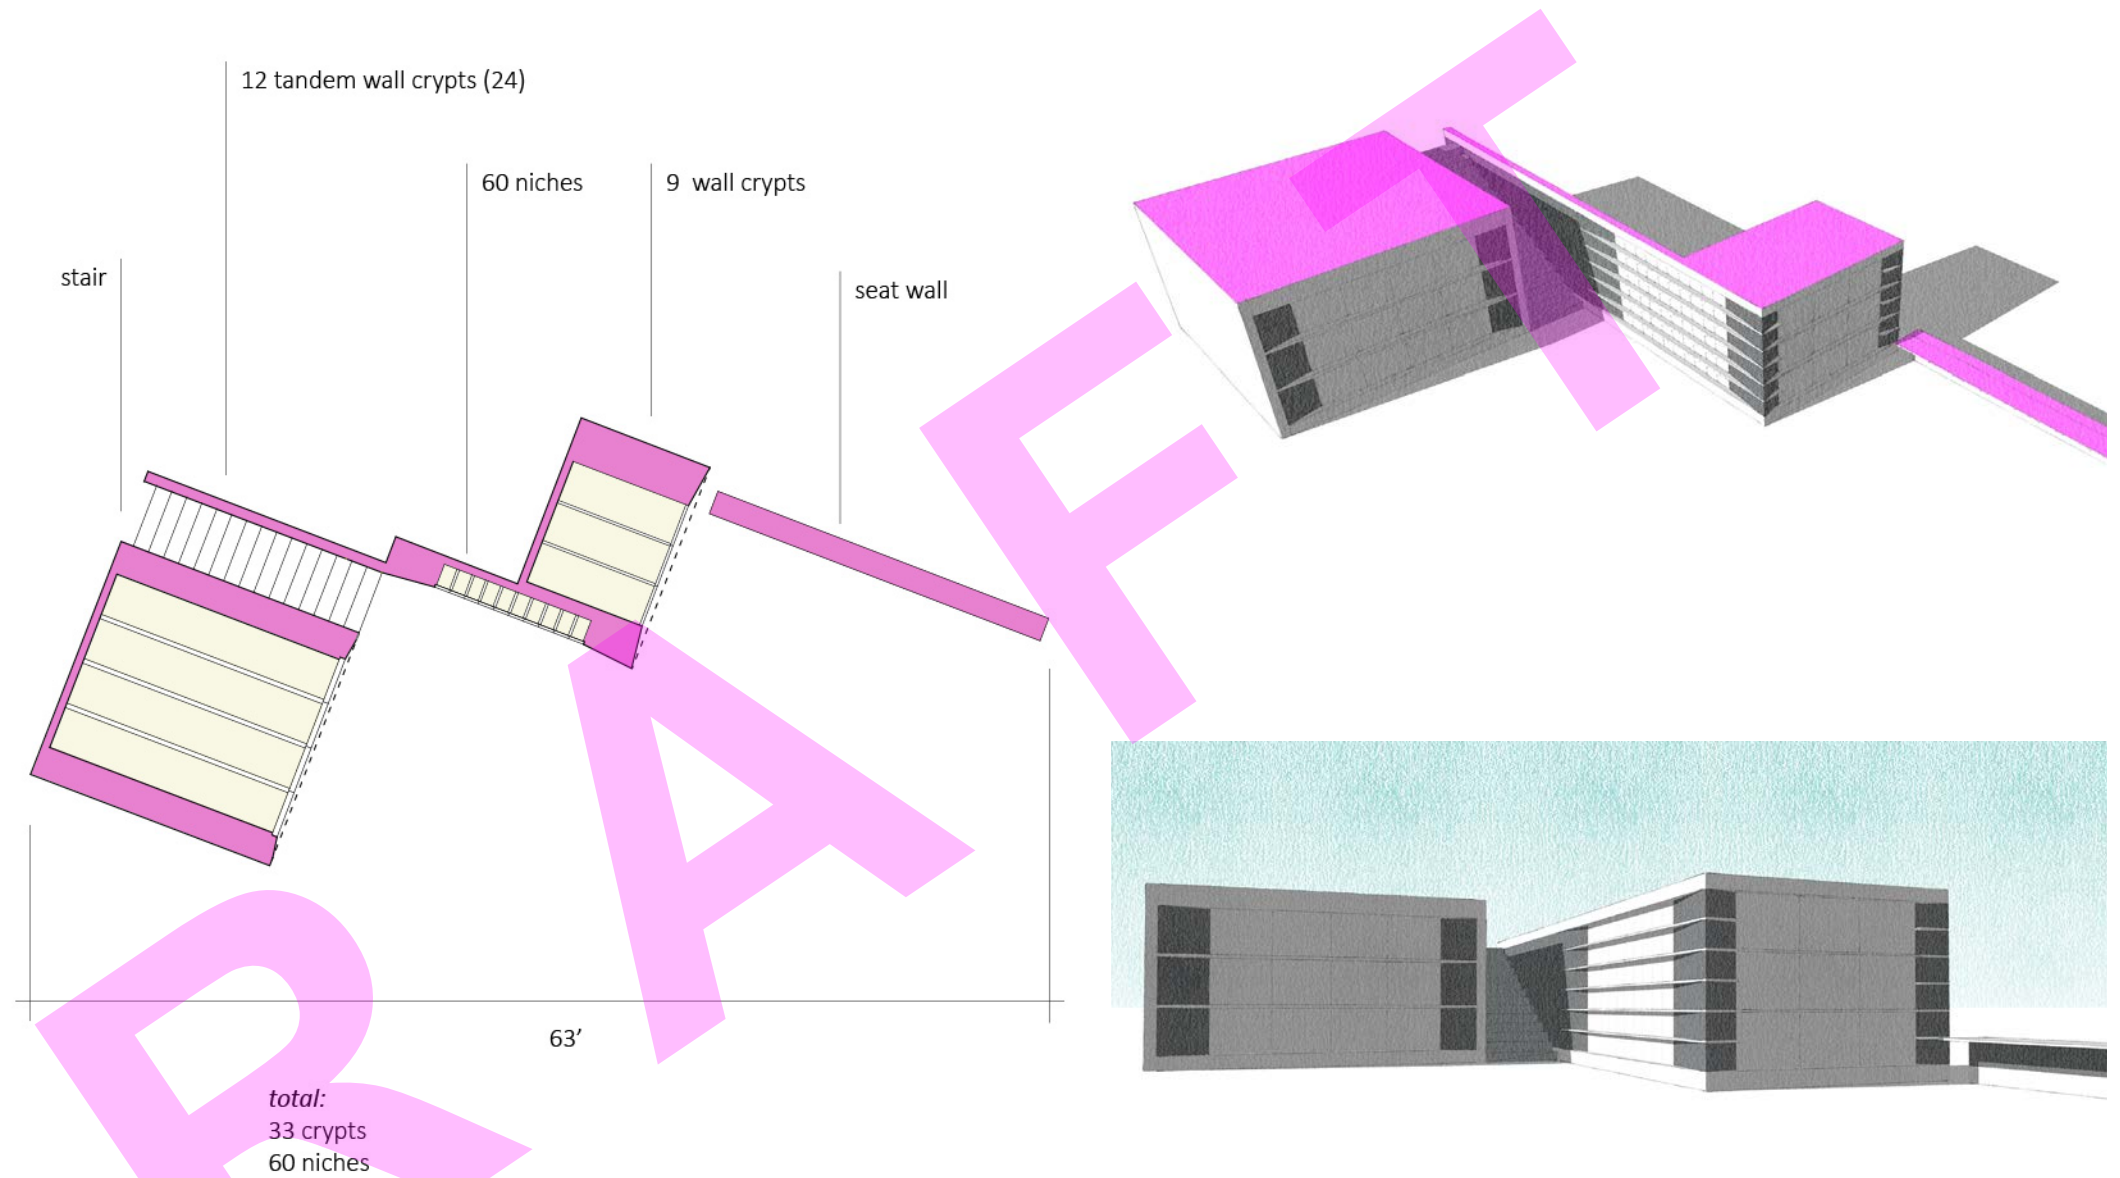 12 tandem wall crypts (24)
60 niches
9 wall crypts
stair
seat wall
63’
total:
33 crypts
60 niches
RAFT